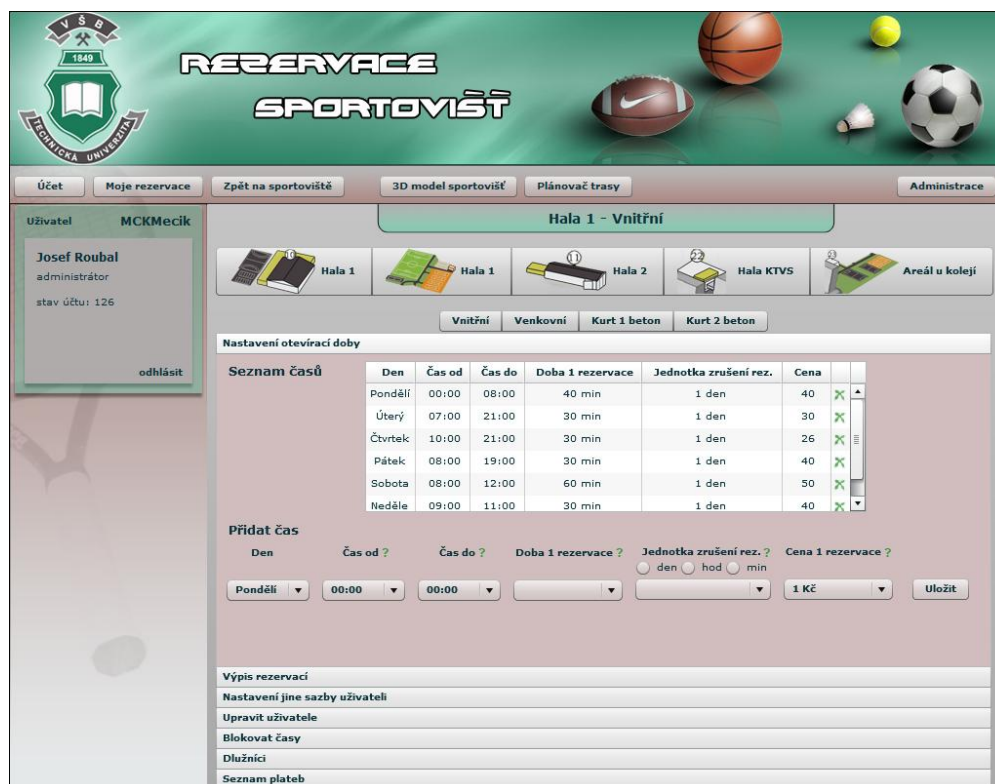 VŠB
1849
TECHNICKÁ UNIVERZITA
REZERVACE
SPORTOVIŠŤ
Účet Moje rezervace Zpět na sportoviště 3D model sportovišť Plánovač trasy Administrace
Uživatel MCKMecik
Josef Roubal
administrátor
stav účtu: 126
odhlásit
Hala 1 - Vnitřní
10 Hala 1 Hala 1 11 Hala 2 22 Hala KTVS 23 Areál u kolejí
Vnitřní Venkovní Kurt 1 beton Kurt 2 beton
Nastavení otevírací doby
Seznam časů
Den Čas od Čas do Doba 1 rezervace Jednotka zrušení rez. Cena
Pondělí 00:00 08:00 40 min 1 den 40
Úterý 07:00 21:00 30 min 1 den 30
Čtvrtek 10:00 21:00 30 min 1 den 26
Pátek 08:00 19:00 30 min 1 den 40
Sobota 08:00 12:00 60 min 1 den 50
Neděle 09:00 11:00 30 min 1 den 40
Přidat čas
Den Čas od ? Čas do ? Doba 1 rezervace ? Jednotka zrušení rez. ? Cena 1 rezervace ?
den hod min
Pondělí 00:00 00:00 1 Kč Uložit
Výpis rezervací
Nastavení jine sazby uživateli
Upravit uživatele
Blokovat časy
Dlužníci
Seznam plateb